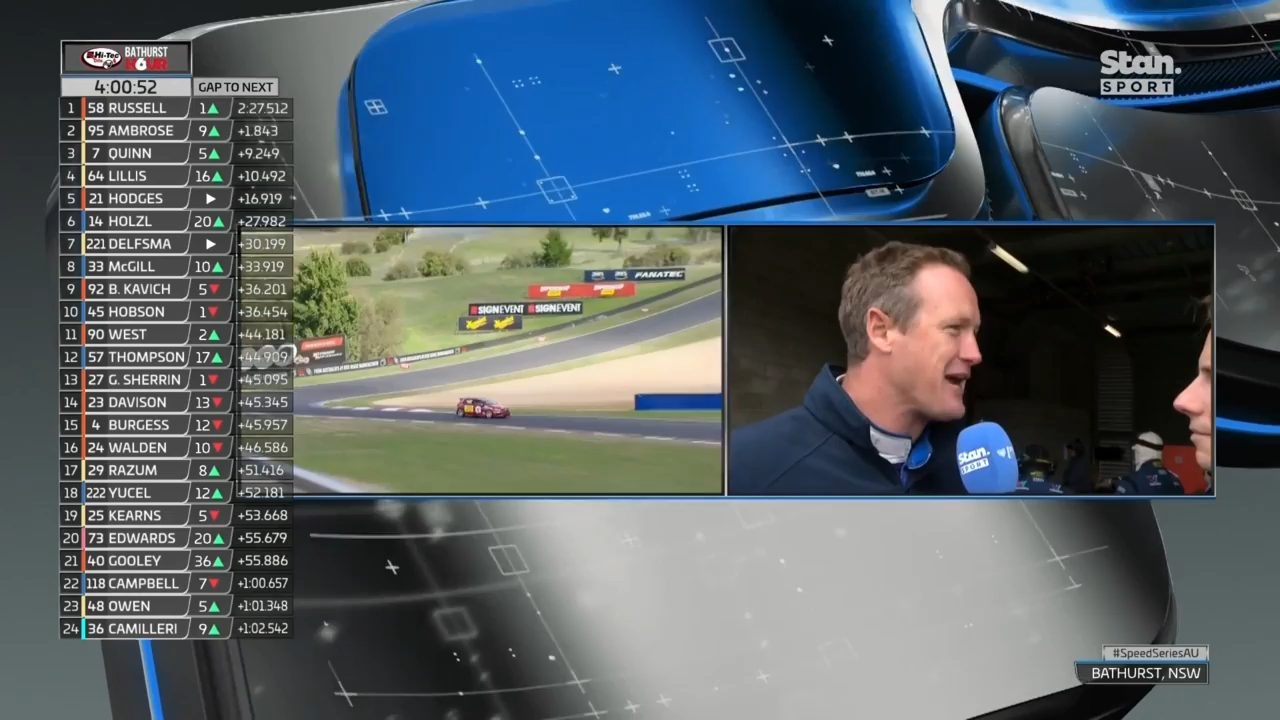 Hi-Tec
BATHURST
6 HOUR
4:00:52 GAP TO NEXT
1 58 RUSSELL 1 2:27.512
2 95 AMBROSE 9 +1.843
3 7 QUINN 5 +9.249
4 64 LILLIS 16 +10.492
5 21 HODGES +16.919
6 14 HOLZL 20 +27.982
7 221 DELFSMA +30.199
8 33 McGILL 10 +33.919
9 92 B. KAVICH 5 +36.201
10 45 HOBSON 1 +36.454
11 90 WEST 2 +44.181
12 57 THOMPSON 17 +44.909
13 27 G. SHERRIN 1 +45.095
14 23 DAVISON 13 +45.345
15 4 BURGESS 12 +45.957
16 24 WALDEN 10 +46.586
17 29 RAZUM 8 +51.416
18 222 YUCEL 12 +52.181
19 25 KEARNS 5 +53.668
20 73 EDWARDS 20 +55.679
21 40 GOOLEY 36 +55.886
22 118 CAMPBELL 7 +1:00.657
23 48 OWEN 5 +1:01.348
24 36 CAMILLERI 9 +1:02.542
Stan.
SPORT
FANATEC
SIGNEVENT SIGNEVENT
Stan.
SPORT
#SpeedSeriesAU
BATHURST, NSW